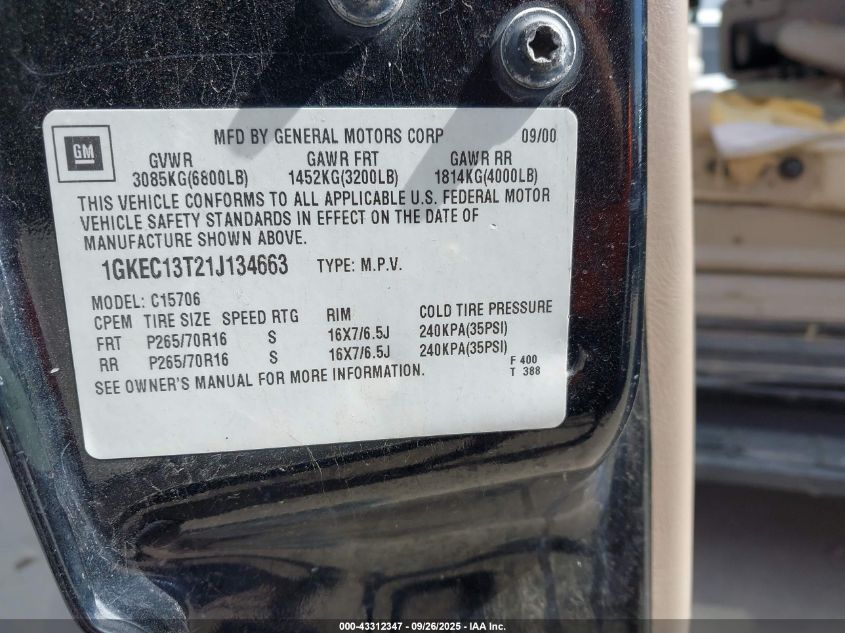 GM
MFD BY GENERAL MOTORS CORP 09/00
GVWR GAWR FRT GAWR RR
3085KG(6800LB) 1452KG(3200LB) 1814KG(4000LB)
THIS VEHICLE CONFORMS TO ALL APPLICABLE U.S. FEDERAL MOTOR
VEHICLE SAFETY STANDARDS IN EFFECT ON THE DATE OF
MANUFACTURE SHOWN ABOVE.
1GKEC13T21J134663 TYPE: M.P.V.
MODEL: C15706
CPEM TIRE SIZE SPEED RTG RIM COLD TIRE PRESSURE
FRT P265/70R16 S 16X7/6.5J 240KPA(35PSI)
RR P265/70R16 S 16X7/6.5J 240KPA(35PSI)
SEE OWNER'S MANUAL FOR MORE INFORMATION. F 400
T 388
000-43312347 - 09/26/2025 - IAA Inc.